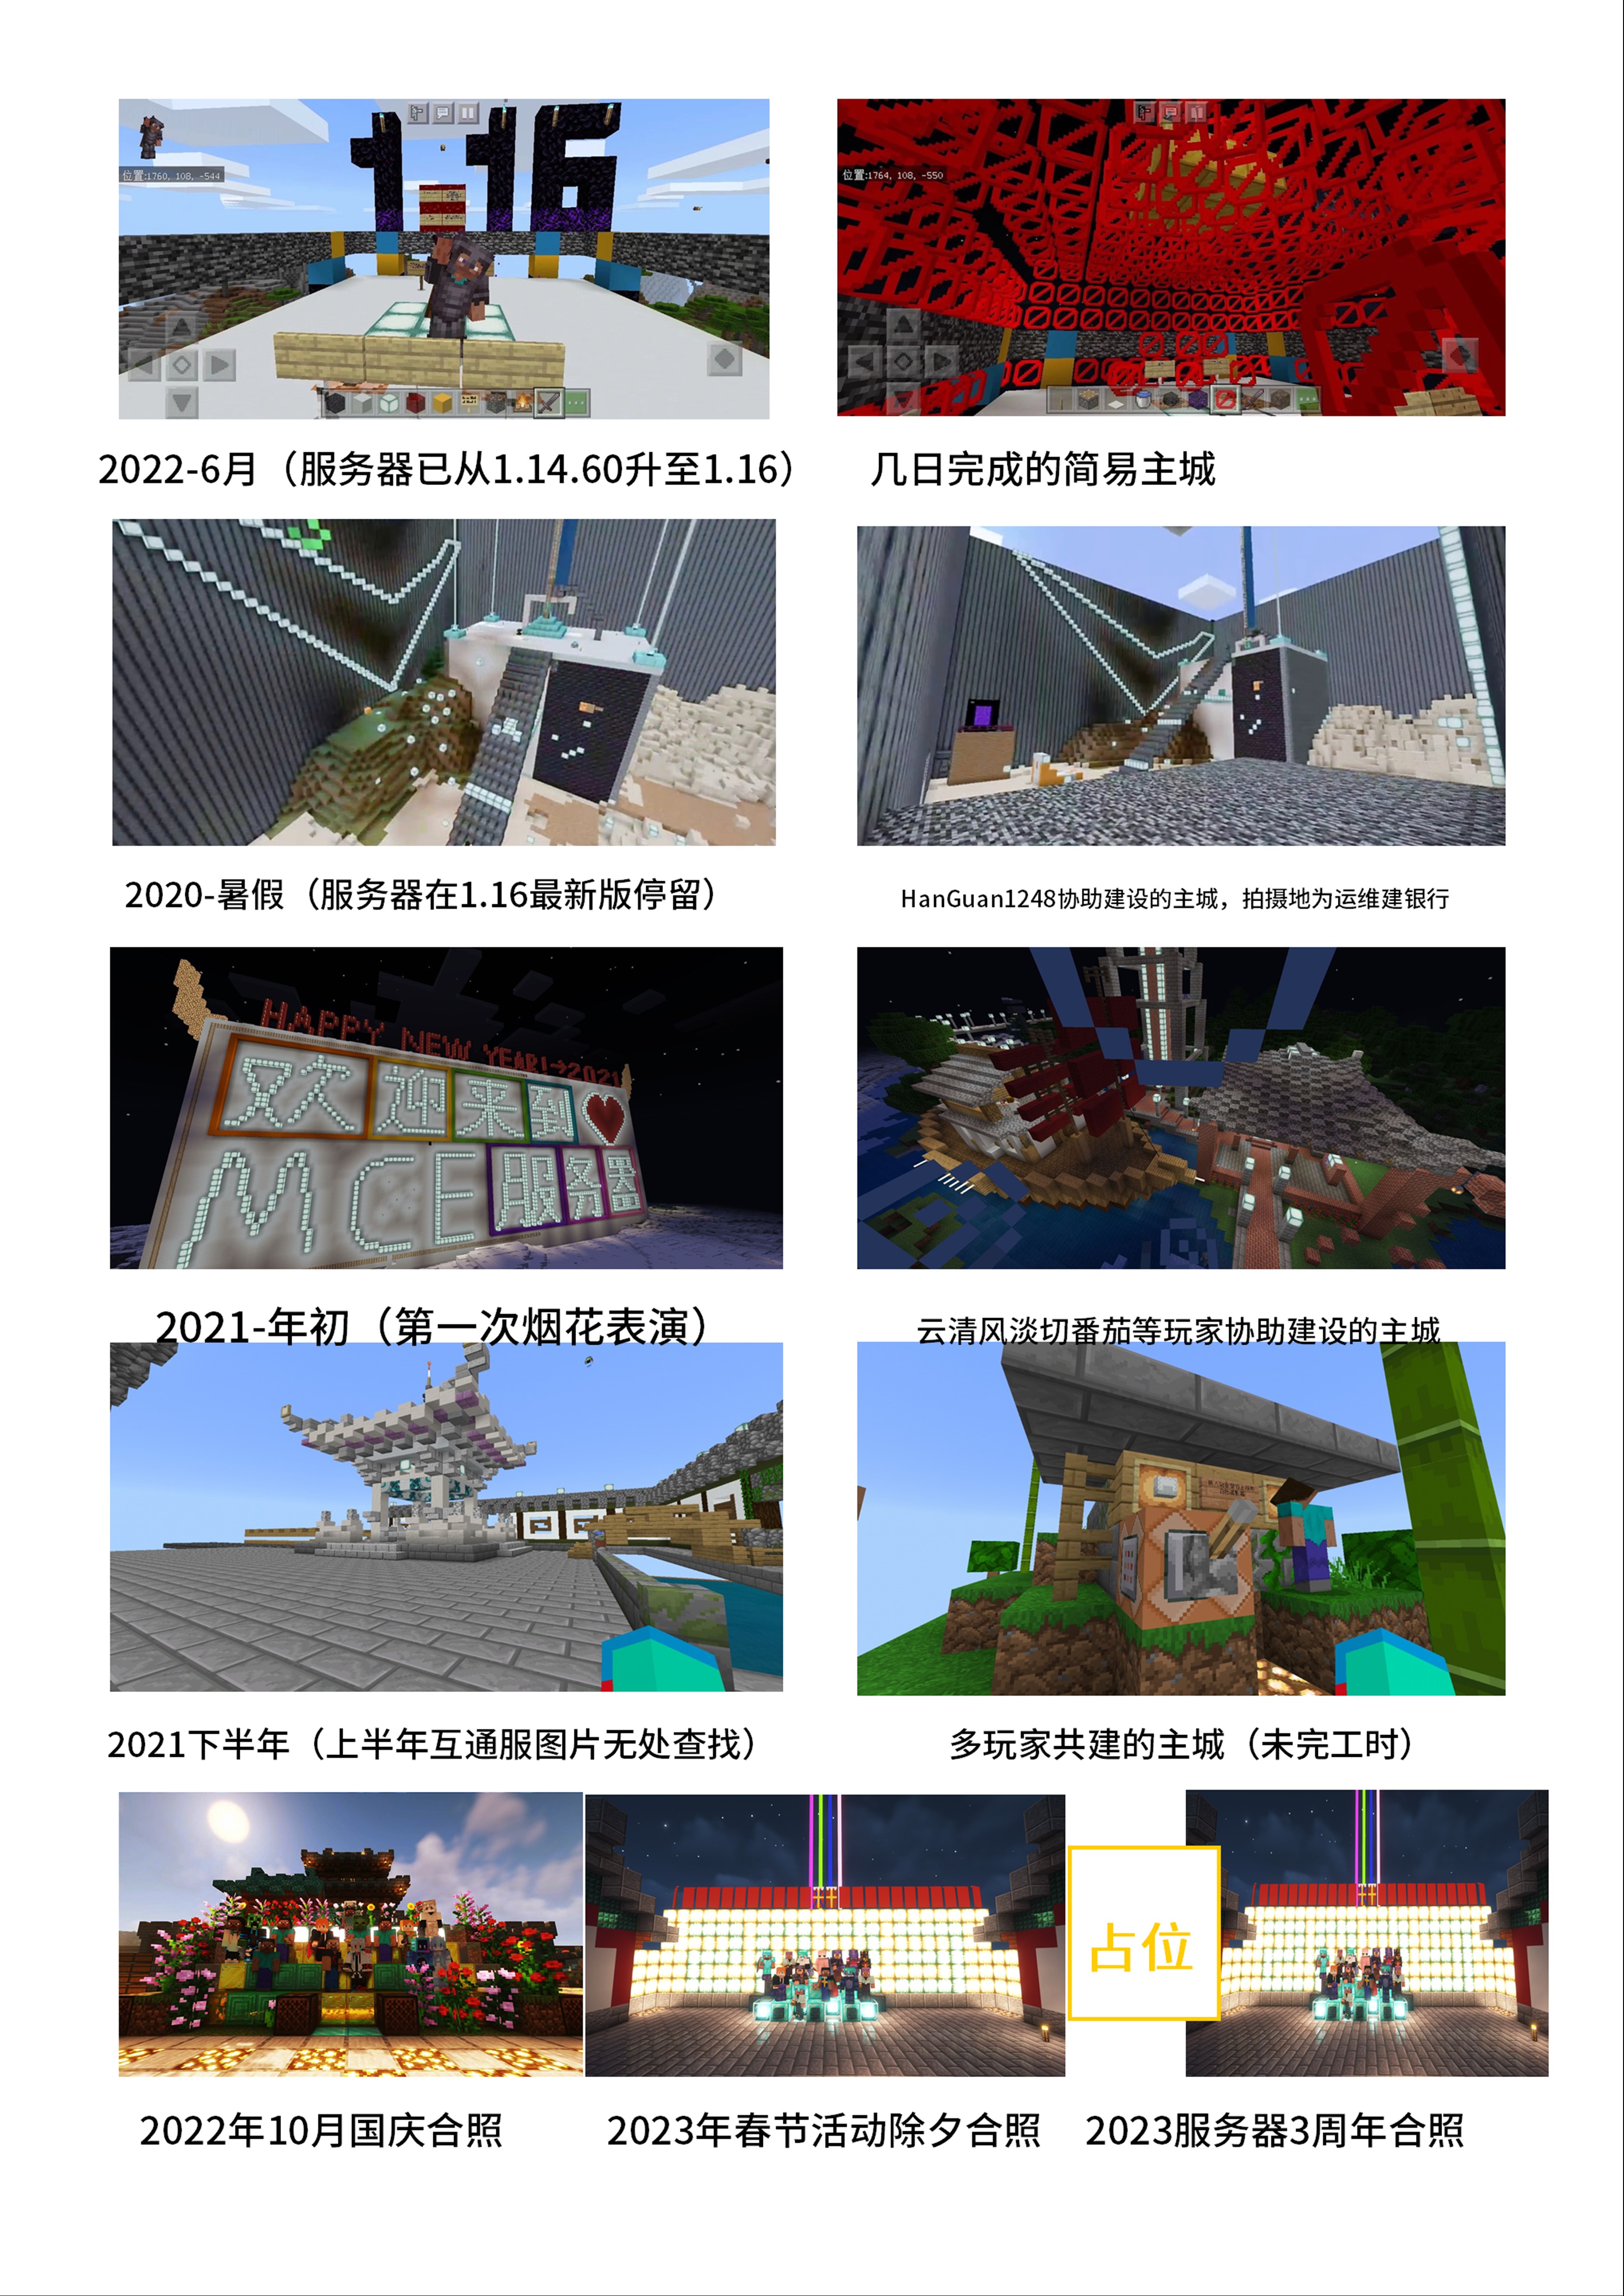 116
位置:1760, 108, -544
位置:1764, 108, -550
2022-6月（服务器已从1.14.60升至1.16）
几日完成的简易主城
2020-暑假（服务器在1.16最新版停留）
HanGuan1248协助建设的主城，拍摄地为运维建银行
HAPPY NEW YEAR!→2021
欢迎来到
MCE服务器
2021-年初（第一次烟花表演）
云清风淡切番茄等玩家协助建设的主城
2021下半年（上半年互通服图片无处查找）
多玩家共建的主城（未完工时）
占位
2022年10月国庆合照
2023年春节活动除夕合照
2023服务器3周年合照